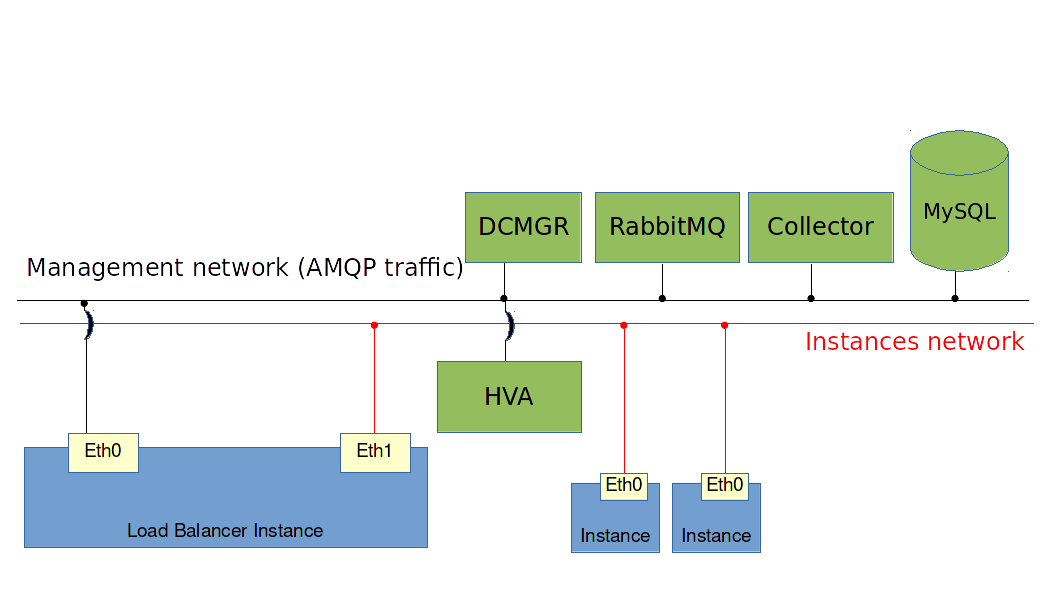 MySQL
DCMGR
RabbitMQ
Collector
Management network (AMQP traffic)
Instances network
HVA
Eth0
Eth1
Load Balancer Instance
Eth0
Eth0
Instance
Instance